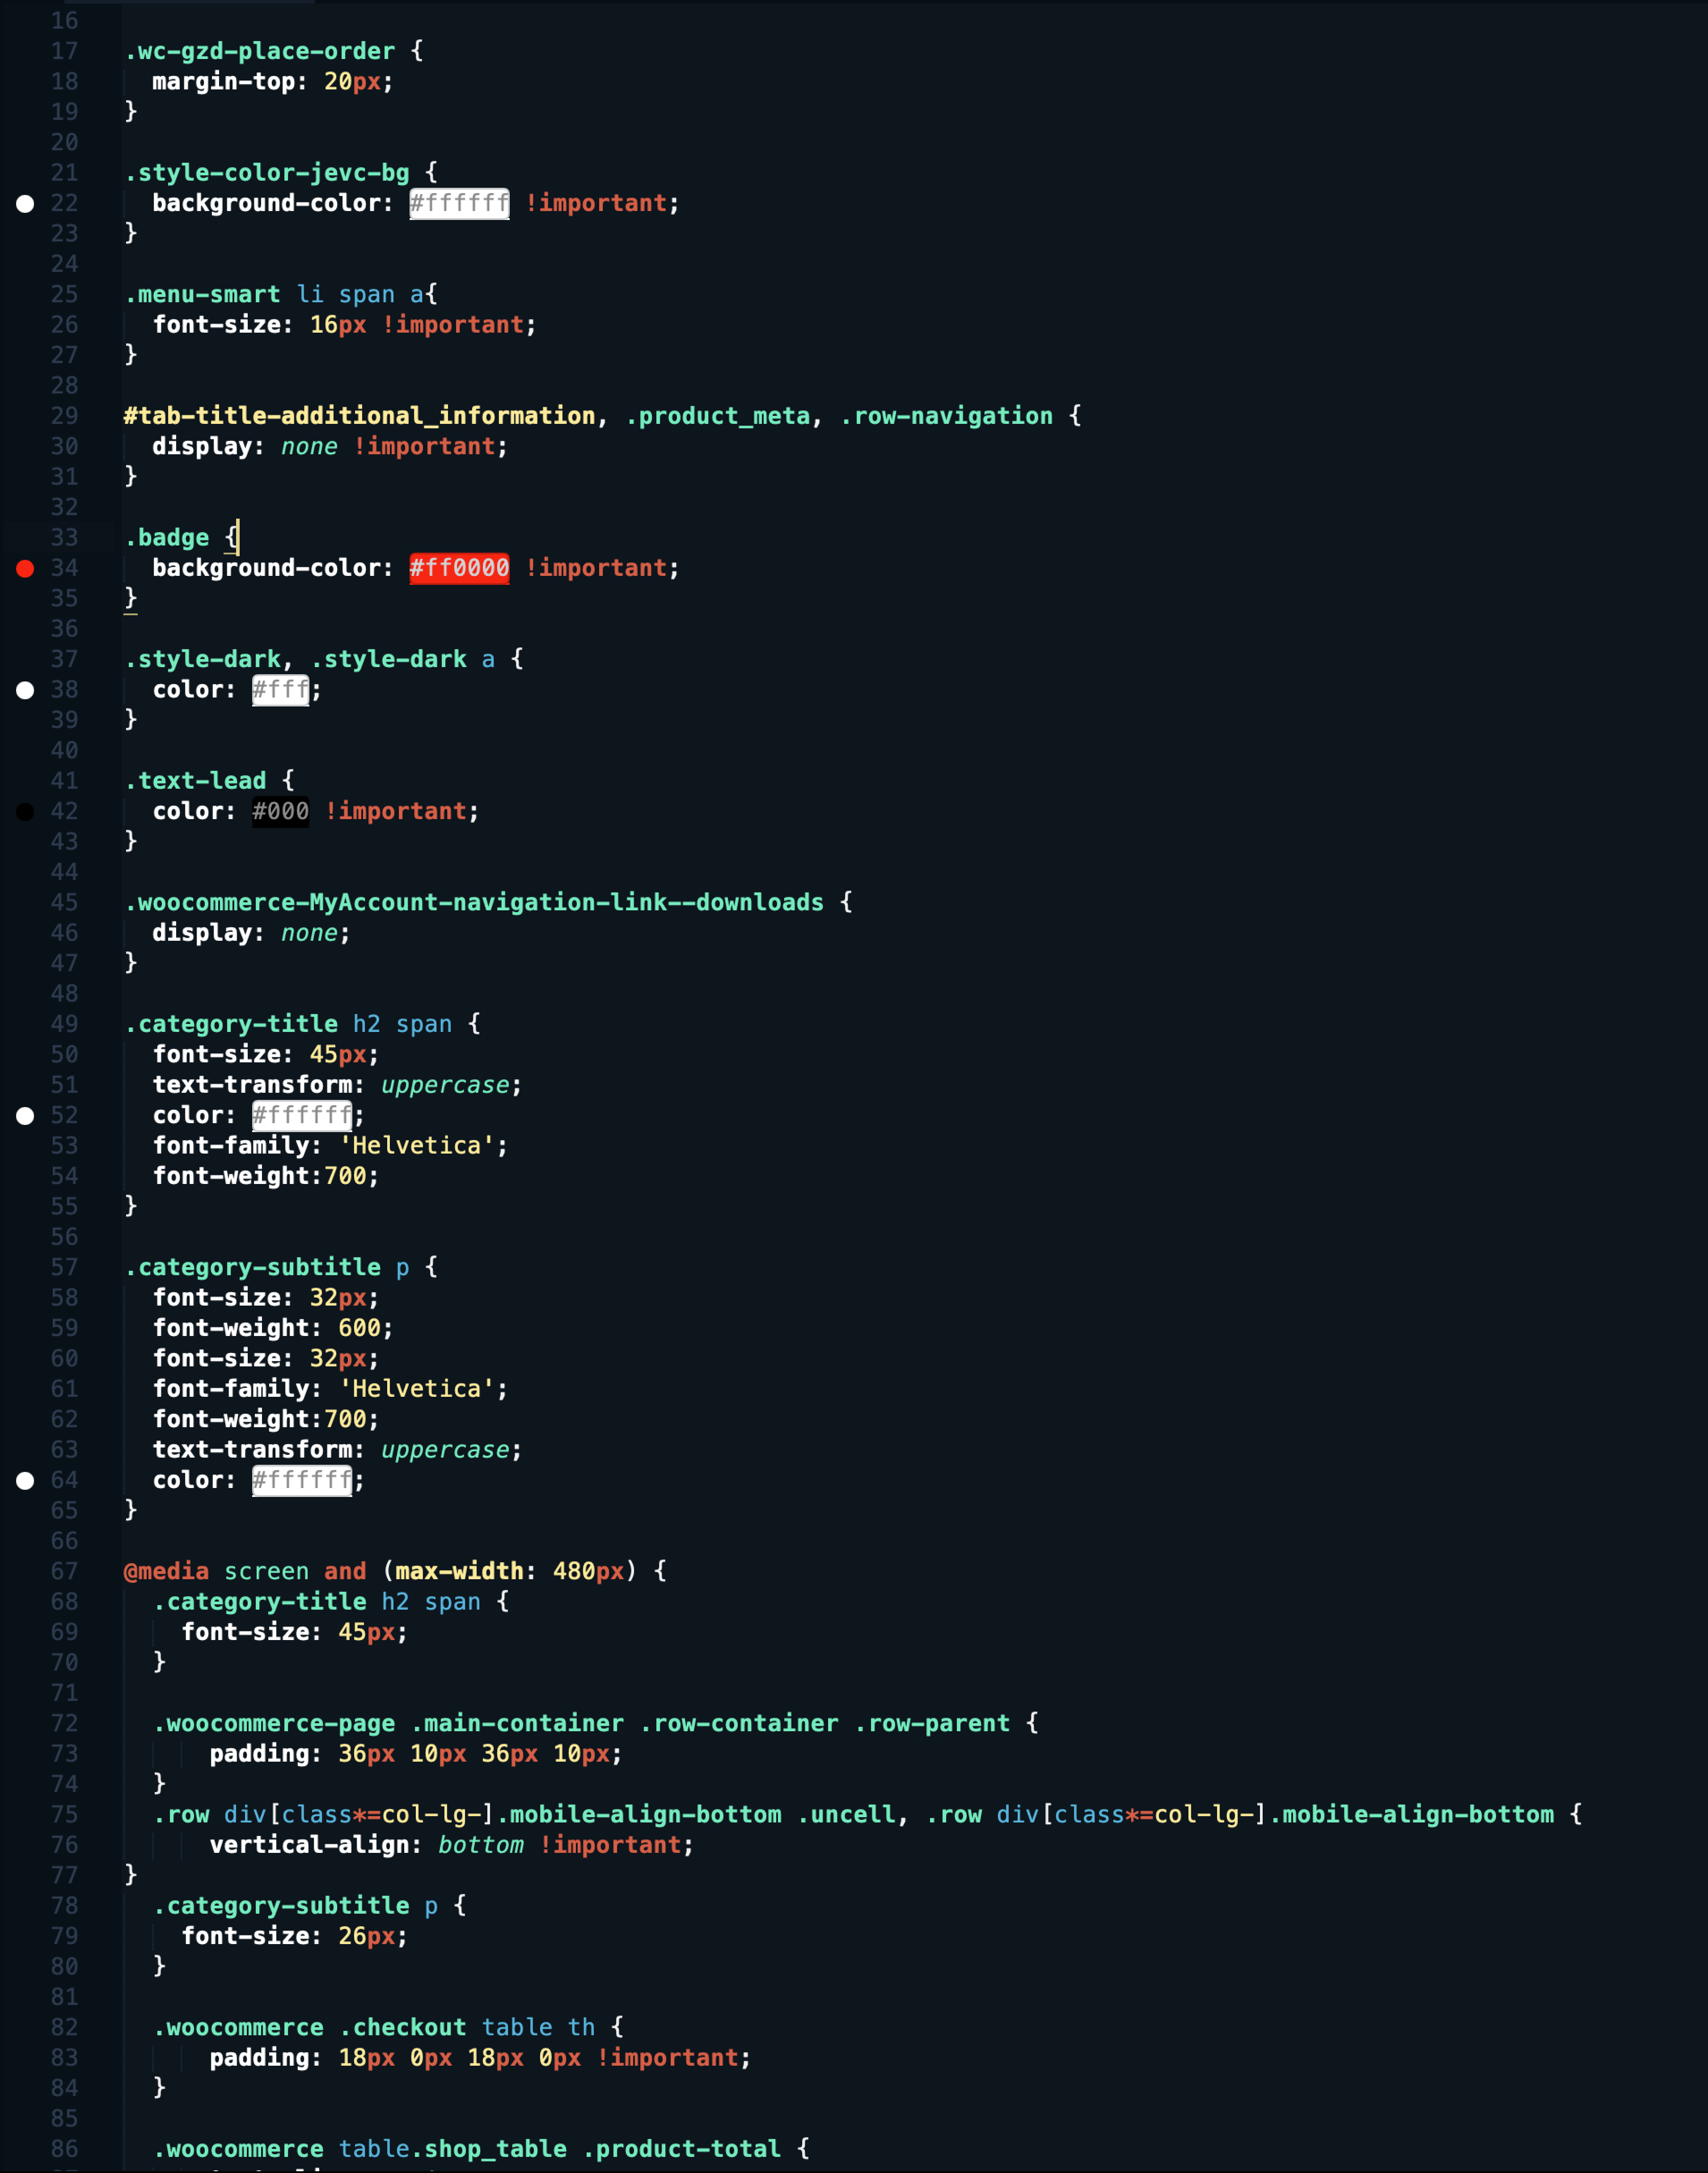 16
17 .wc-gzd-place-order {
18 margin-top: 20px;
19 }
20
21 .style-color-jevc-bg {
22 background-color: #ffffff !important;
23 }
24
25 .menu-smart li span a{
26 font-size: 16px !important;
27 }
28
29 #tab-title-additional_information, .product_meta, .row-navigation {
30 display: none !important;
31 }
32
33 .badge {
34 background-color: #ff0000 !important;
35 }
36
37 .style-dark, .style-dark a {
38 color: #fff;
39 }
40
41 .text-lead {
42 color: #000 !important;
43 }
44
45 .woocommerce-MyAccount-navigation-link--downloads {
46 display: none;
47 }
48
49 .category-title h2 span {
50 font-size: 45px;
51 text-transform: uppercase;
52 color: #ffffff;
53 font-family: 'Helvetica';
54 font-weight:700;
55 }
56
57 .category-subtitle p {
58 font-size: 32px;
59 font-weight: 600;
60 font-size: 32px;
61 font-family: 'Helvetica';
62 font-weight:700;
63 text-transform: uppercase;
64 color: #ffffff;
65 }
66
67 @media screen and (max-width: 480px) {
68 .category-title h2 span {
69 font-size: 45px;
70 }
71
72 .woocommerce-page .main-container .row-container .row-parent {
73 padding: 36px 10px 36px 10px;
74 }
75 .row div[class*=col-lg-].mobile-align-bottom .uncell, .row div[class*=col-lg-].mobile-align-bottom {
76 vertical-align: bottom !important;
77 }
78 .category-subtitle p {
79 font-size: 26px;
80 }
81
82 .woocommerce .checkout table th {
83 padding: 18px 0px 18px 0px !important;
84 }
85
86 .woocommerce table.shop_table .product-total {